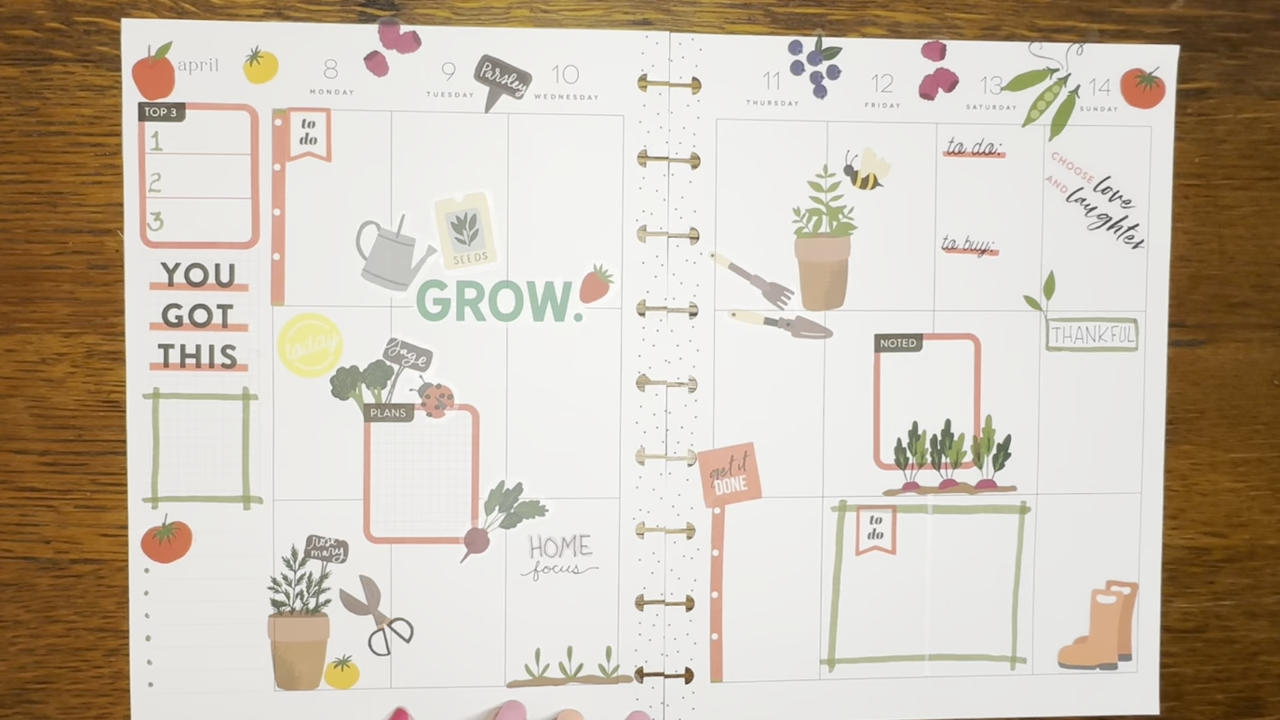 april
8
MONDAY
9
TUESDAY
Parsley
10
WEDNESDAY
11
THURSDAY
12
FRIDAY
13
SATURDAY
14
SUNDAY
TOP 3
1
2
3
YOU
GOT
THIS
to
do
SEEDS
GROW.
today
Sage
PLANS
rose
mary
HOME
focus
to do:
to buy:
CHOOSE love
AND laughter
THANKFUL
NOTED
get it
DONE
to
do